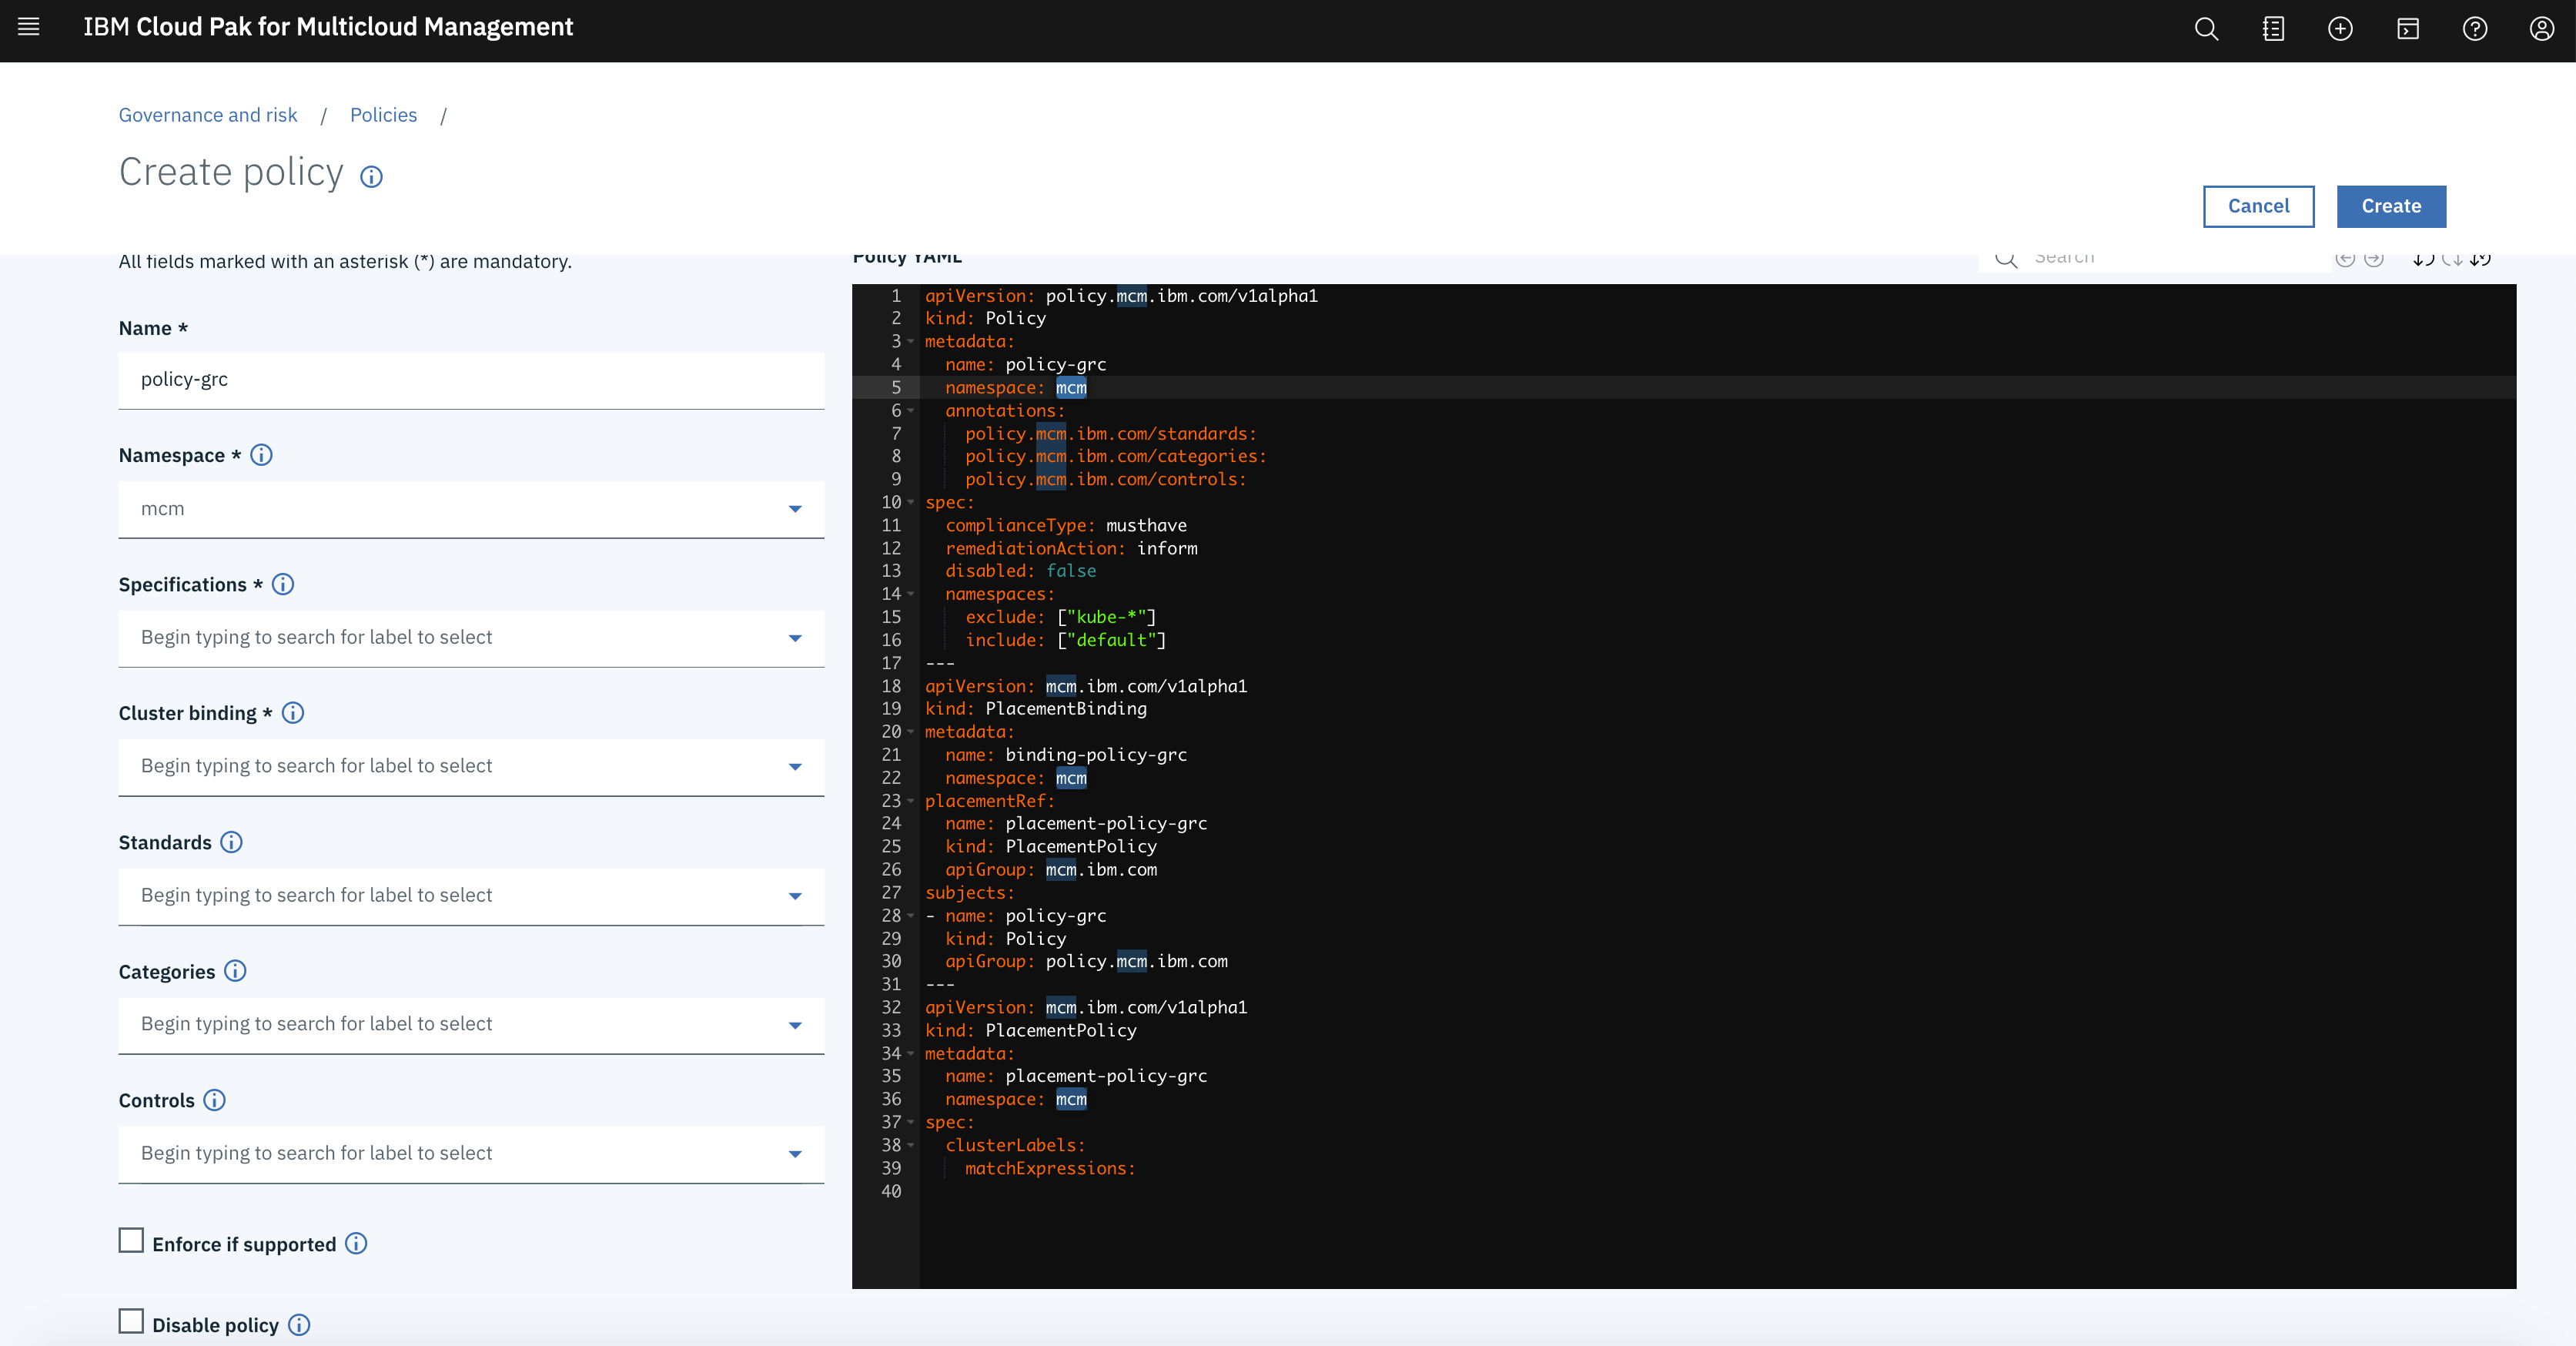 IBM Cloud Pak for Multicloud Management
Governance and risk / Policies /
Create policy
Cancel
Create
All fields marked with an asterisk (*) are mandatory.
Name *
policy-grc
Namespace *
mcm
Specifications *
Begin typing to search for label to select
Cluster binding *
Begin typing to search for label to select
Standards
Begin typing to search for label to select
Categories
Begin typing to search for label to select
Controls
Begin typing to search for label to select
Enforce if supported
Disable policy
Policy YAML
Search
1 apiVersion: policy.mcm.ibm.com/v1alpha1
2 kind: Policy
3 metadata:
4   name: policy-grc
5   namespace: mcm
6   annotations:
7     policy.mcm.ibm.com/standards:
8     policy.mcm.ibm.com/categories:
9     policy.mcm.ibm.com/controls:
10 spec:
11   complianceType: musthave
12   remediationAction: inform
13   disabled: false
14   namespaces:
15     exclude: ["kube-*"]
16     include: ["default"]
17 ---
18 apiVersion: mcm.ibm.com/v1alpha1
19 kind: PlacementBinding
20 metadata:
21   name: binding-policy-grc
22   namespace: mcm
23 placementRef:
24   name: placement-policy-grc
25   kind: PlacementPolicy
26   apiGroup: mcm.ibm.com
27 subjects:
28 - name: policy-grc
29   kind: Policy
30   apiGroup: policy.mcm.ibm.com
31 ---
32 apiVersion: mcm.ibm.com/v1alpha1
33 kind: PlacementPolicy
34 metadata:
35   name: placement-policy-grc
36   namespace: mcm
37 spec:
38   clusterLabels:
39     matchExpressions:
40